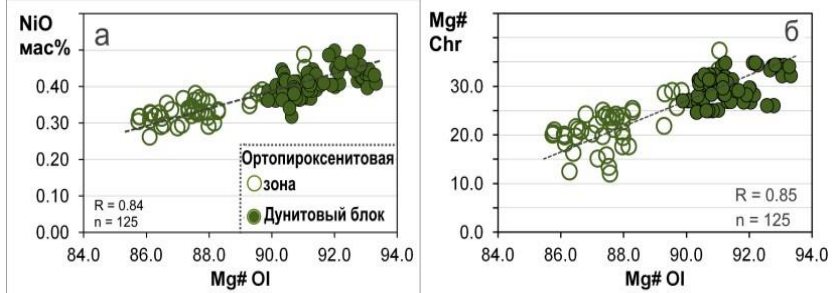 NiO
мас%
а
0.40
0.30
0.20
0.10
0.00
Ортопироксенитовая
зона
Дунитовый блок
R = 0.84
n = 125
84.0 86.0 88.0 90.0 92.0 94.0
Mg# Ol
Mg#
Chr
б
40.0
30.0
20.0
10.0
0.0
R = 0.85
n = 125
84.0 86.0 88.0 90.0 92.0 94.0
Mg# Ol